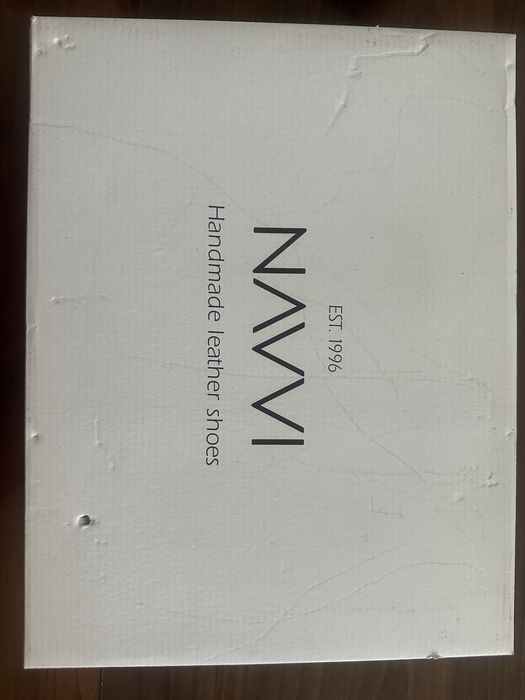 EST. 1996
NAVVI
Handmade leather shoes